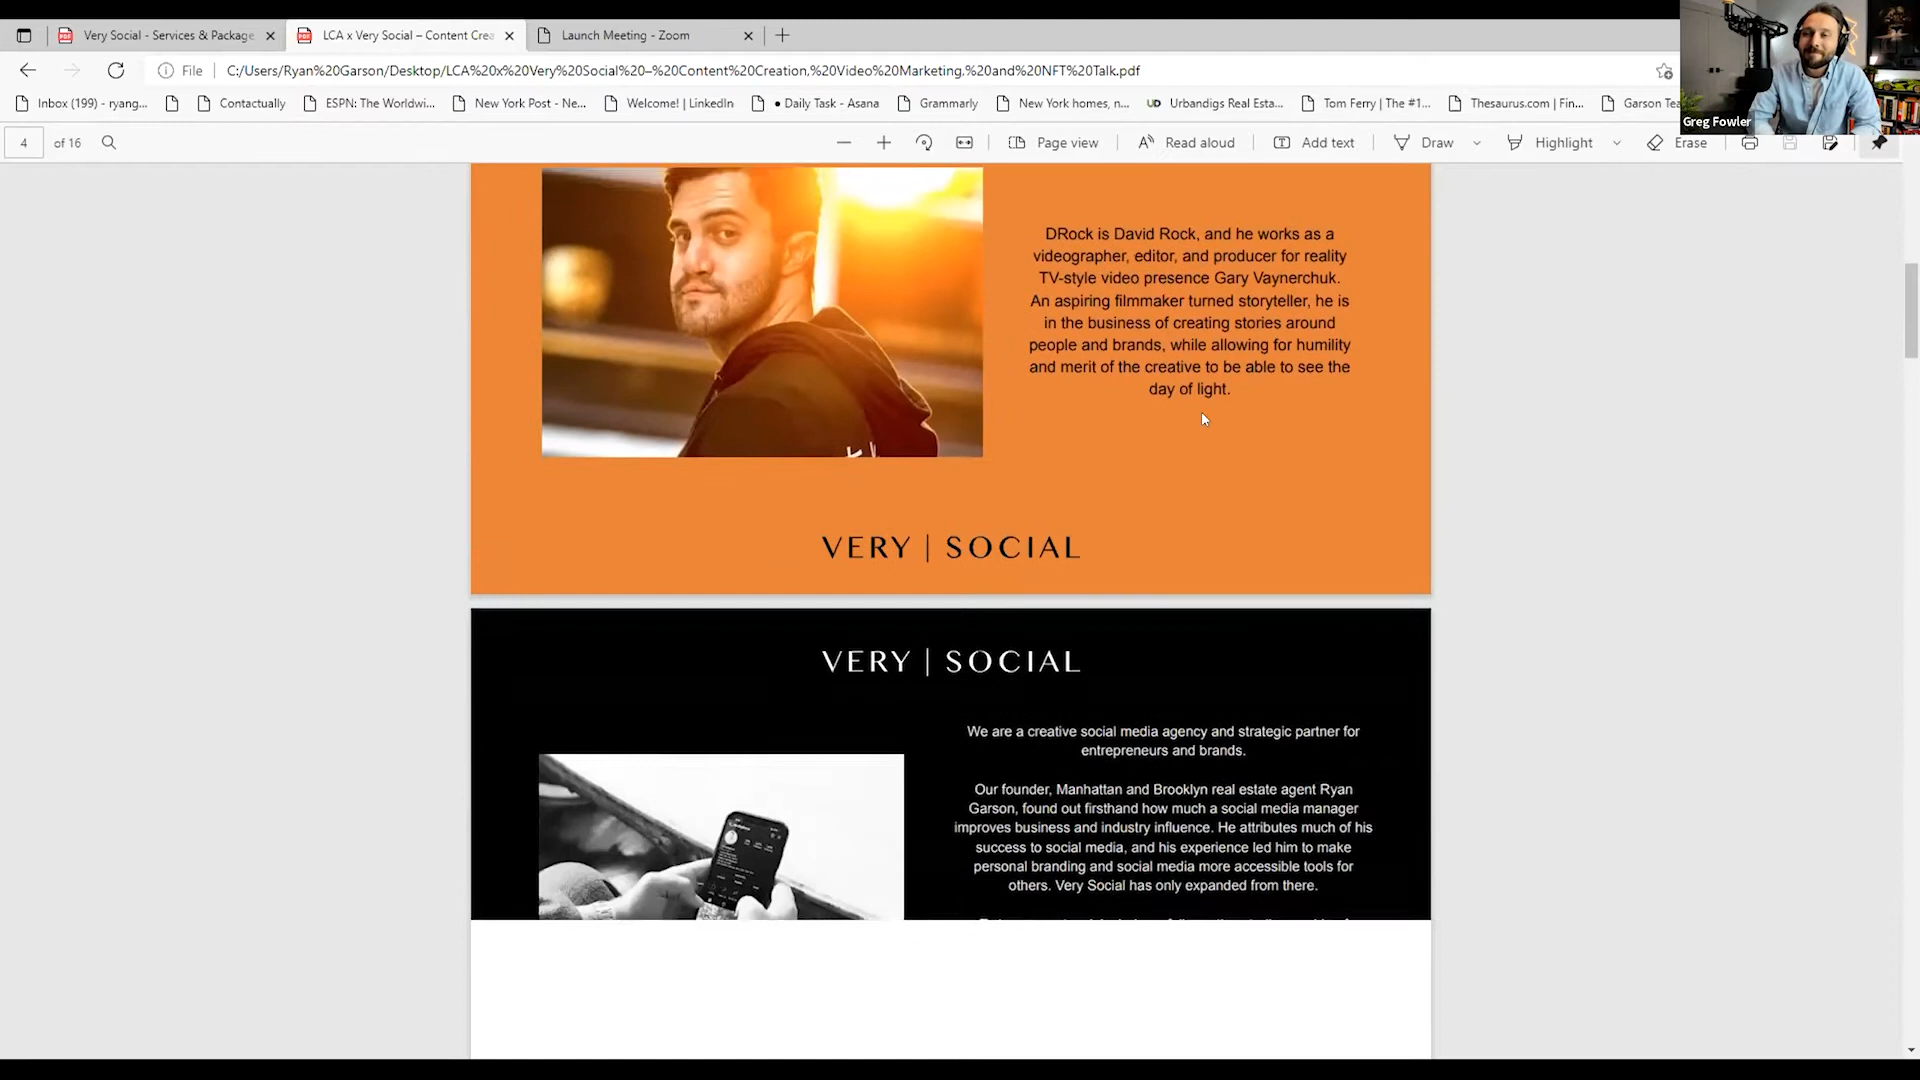 Very Social - Services & Package
LCA x Very Social – Content Crea
Launch Meeting - Zoom
File
C:/Users/Ryan%20Garson/Desktop/LCA%20x%20Very%20Social%20–%20Content%20Creation,%20Video%20Marketing,%20and%20NFT%20Talk.pdf
Inbox (199) - ryang...
Contactually
ESPN: The Worldwi...
New York Post - Ne...
Welcome! | LinkedIn
• Daily Task - Asana
Grammarly
New York homes, n...
UD Urbandigs Real Esta...
Tom Ferry | The #1...
Thesaurus.com | Fin...
Garson Tea
Greg Fowler
4 of 16
Page view
Read aloud
Add text
Draw
Highlight
Erase
DRock is David Rock, and he works as a
videographer, editor, and producer for reality
TV-style video presence Gary Vaynerchuk.
An aspiring filmmaker turned storyteller, he is
in the business of creating stories around
people and brands, while allowing for humility
and merit of the creative to be able to see the
day of light.
VERY | SOCIAL
VERY | SOCIAL
We are a creative social media agency and strategic partner for
entrepreneurs and brands.
Our founder, Manhattan and Brooklyn real estate agent Ryan
Garson, found out firsthand how much a social media manager
improves business and industry influence. He attributes much of his
success to social media, and his experience led him to make
personal branding and social media more accessible tools for
others. Very Social has only expanded from there.